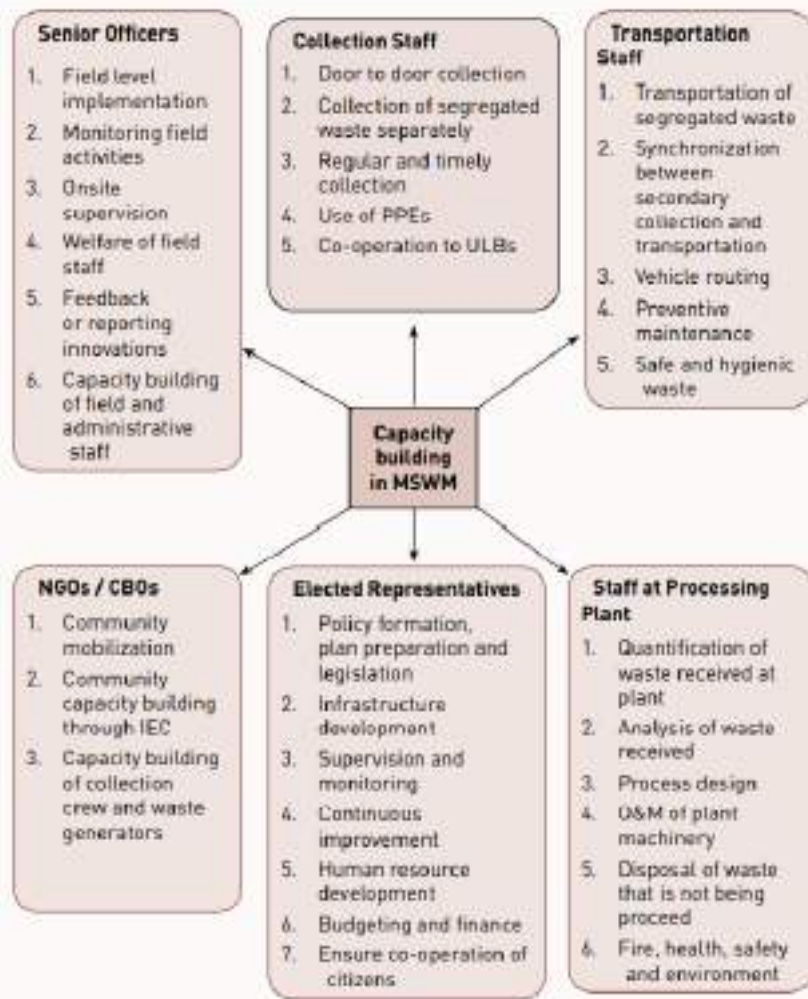 Senior Officers
1. Field level
implementation
2. Monitoring field
activities
3. Onsite
supervision
4. Welfare of field
staff
5. Feedback
or reporting
innovations
6. Capacity building
of field and
administrative
staff
Collection Staff
1. Door to door collection
2. Collection of segregated
waste separately
3. Regular and timely
collection
4. Use of PPEs
5. Co-operation to ULBs
Transportation
Staff
1. Transportation of
segregated waste
2. Synchronization
between
secondary
collection and
transportation
3. Vehicle routing
4. Preventive
maintenance
5. Safe and hygienic
waste
Capacity
building
in MSWM
NGOs / CBOs
1. Community
mobilization
2. Community
capacity building
through IEC
3. Capacity building
of collection
crew and waste
generators
Elected Representatives
1. Policy formation,
plan preparation and
legislation
2. Infrastructure
development
3. Supervision and
monitoring
4. Continuous
improvement
5. Human resource
development
6. Budgeting and finance
7. Ensure co-operation of
citizens
Staff at Processing
Plant
1. Quantification of
waste received at
plant
2. Analysis of waste
received
3. Process design
4. O&M of plant
machinery
5. Disposal of waste
that is not being
proceed
6. Fire, health, safety
and environment